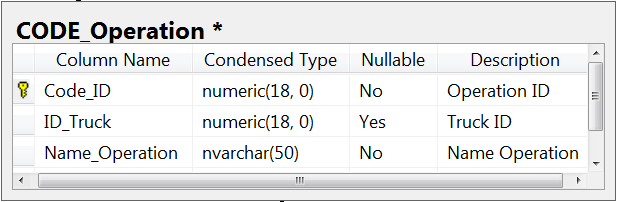 CODE_Operation *
Column Name Condensed Type Nullable Description
Code_ID numeric(18, 0) No Operation ID
ID_Truck numeric(18, 0) Yes Truck ID
Name_Operation nvarchar(50) No Name Operation